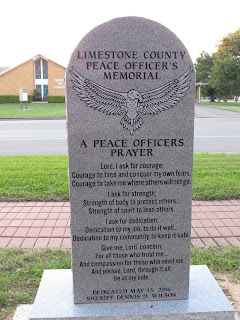 LIMESTONE COUNTY
PEACE OFFICER'S
MEMORIAL
A PEACE OFFICERS
PRAYER
Lord, I ask for courage,
Courage to face and conquer my own fears.
Courage to take me where others will not go.
I ask for strength,
Strength of body to protect others...
Strength of spirit to lead others.
I ask for dedication;
Dedication to my job, to do it well...
Dedication to my community to keep it safe.
Give me, Lord, concern,
For all those who trust me...
And compassion for those who need me.
And please, Lord, through it all
be at my side.
DEDICATED MAY 13, 2016
SHERIFF DENNIS D. WILSON